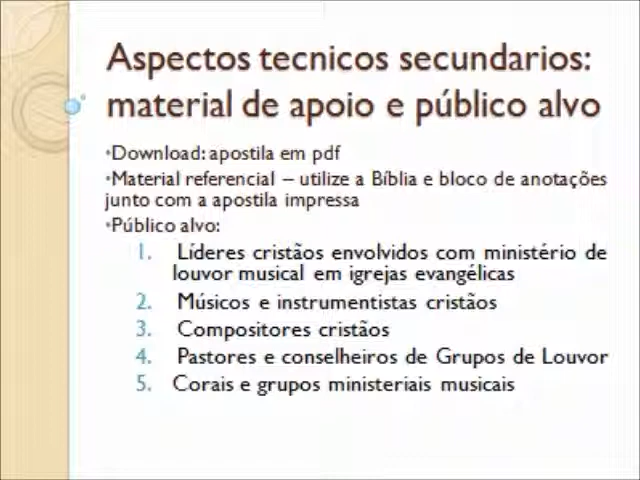 Aspectos tecnicos secundarios:
material de apoio e público alvo
•Download: apostila em pdf
•Material referencial – utilize a Bíblia e bloco de anotações
junto com a apostila impressa
•Público alvo:
1. Líderes cristãos envolvidos com ministério de
louvor musical em igrejas evangélicas
2. Músicos e instrumentistas cristãos
3. Compositores cristãos
4. Pastores e conselheiros de Grupos de Louvor
5. Corais e grupos ministeriais musicais